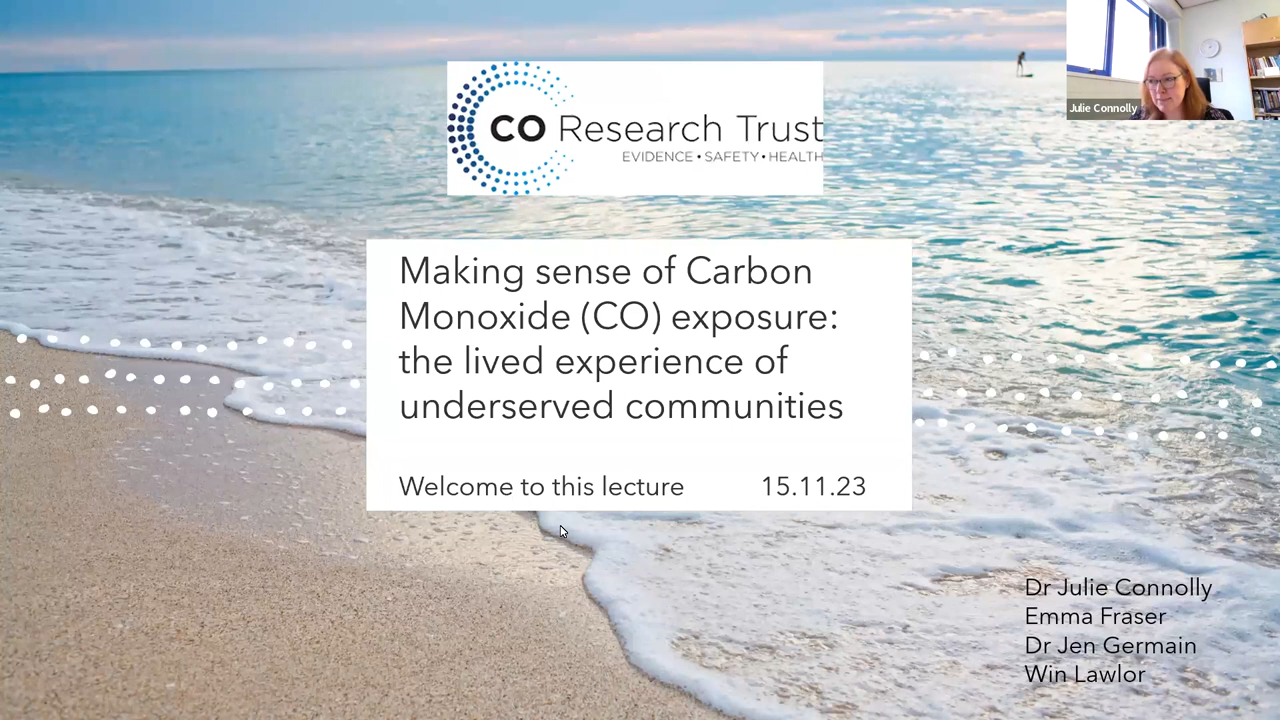 CO Research Trust
EVIDENCE • SAFETY • HEALTH
Julie Connolly
Making sense of Carbon
Monoxide (CO) exposure:
the lived experience of
underserved communities
Welcome to this lecture 15.11.23
Dr Julie Connolly
Emma Fraser
Dr Jen Germain
Win Lawlor